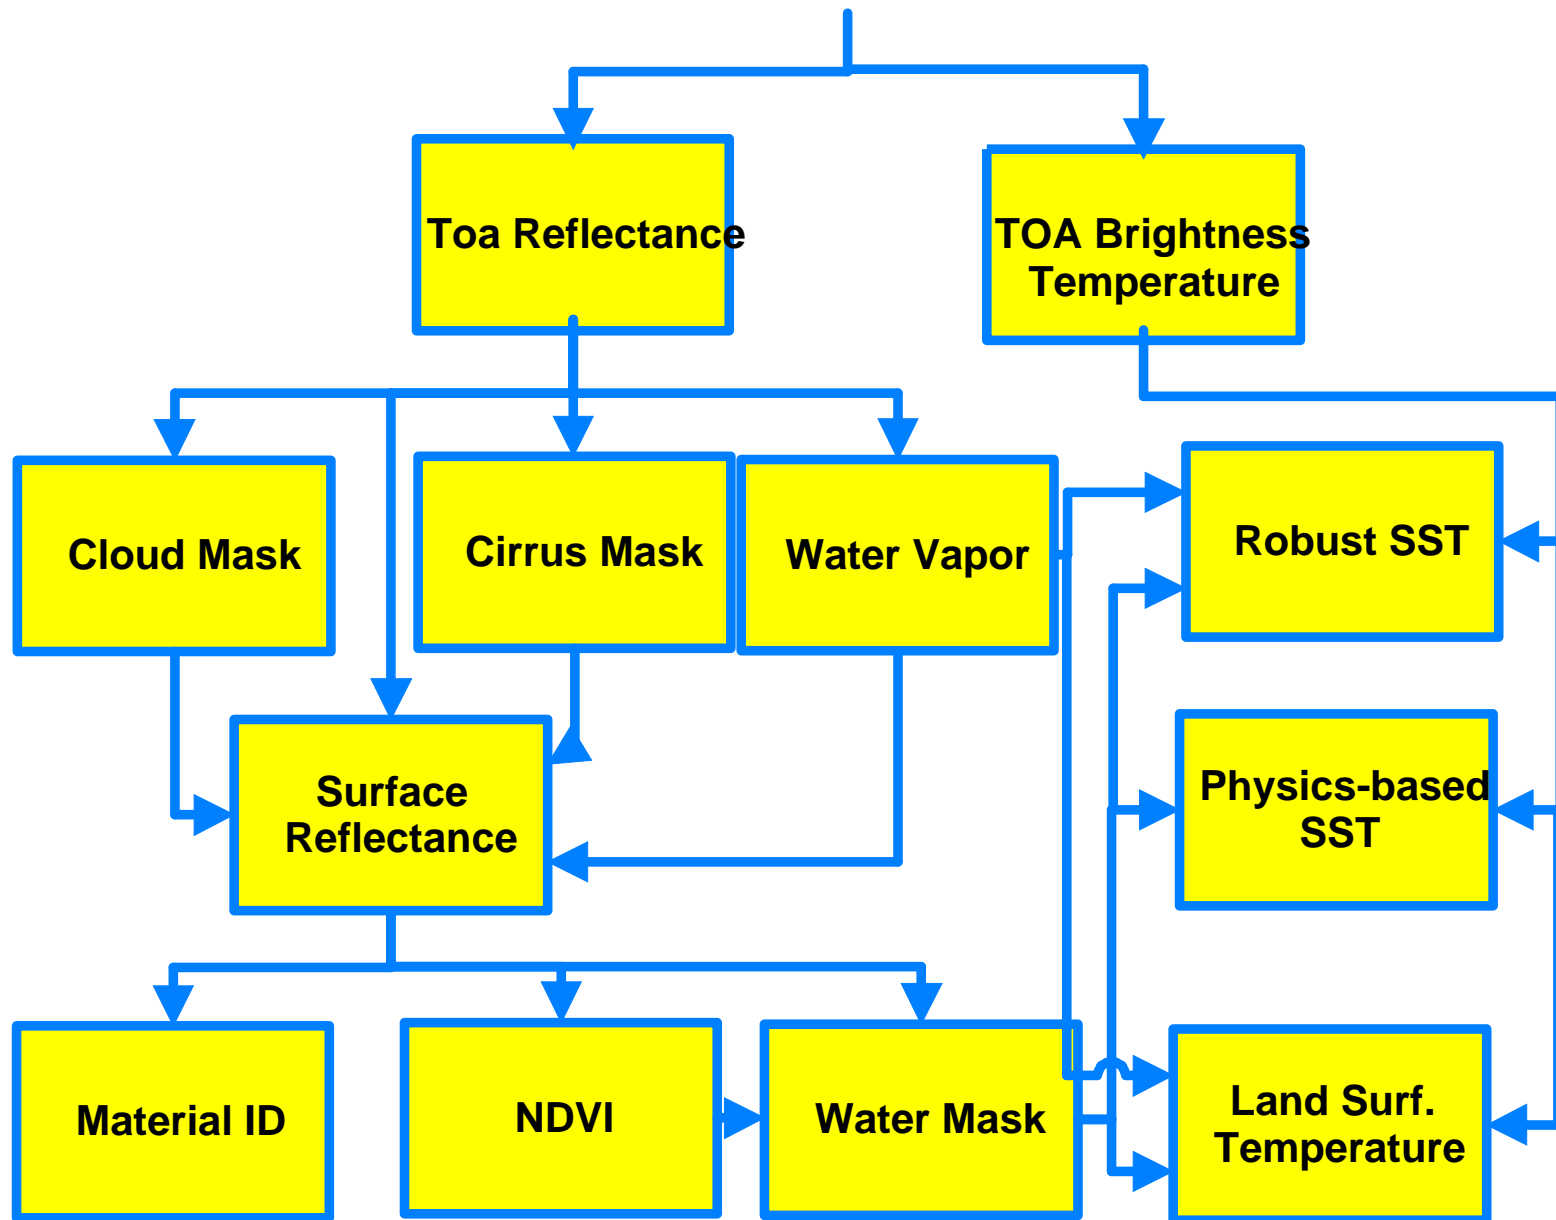 Toa Reflectance
TOA Brightness
Temperature
Cloud Mask
Cirrus Mask
Water Vapor
Robust SST
Surface
Reflectance
Physics-based
SST
Material ID
NDVI
Water Mask
Land Surf.
Temperature